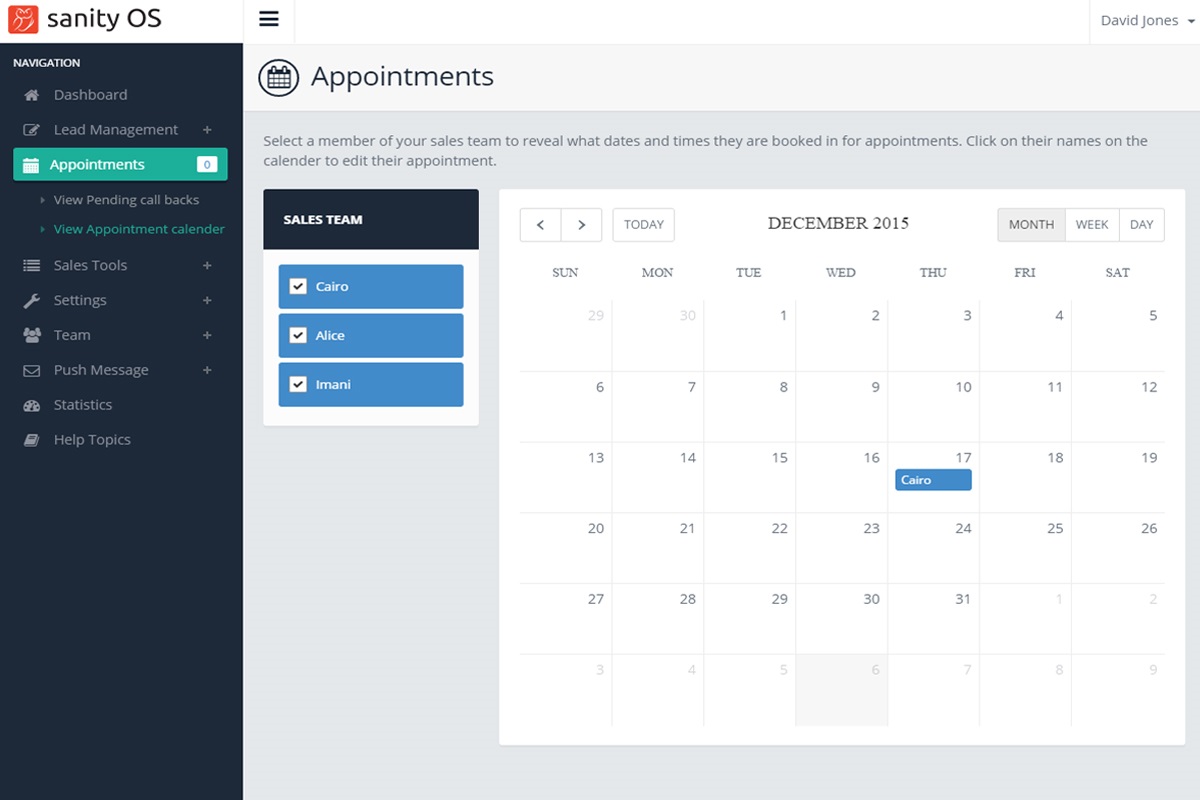 sanity OS
David Jones
NAVIGATION
Dashboard
Lead Management +
Appointments 0
View Pending call backs
View Appointment calender
Sales Tools +
Settings +
Team +
Push Message +
Statistics
Help Topics
Appointments
Select a member of your sales team to reveal what dates and times they are booked in for appointments. Click on their names on the
calender to edit their appointment.
SALES TEAM
Cairo
Alice
Imani
< > TODAY DECEMBER 2015 MONTH WEEK DAY
SUN MON TUE WED THU FRI SAT
29 30 1 2 3 4 5
6 7 8 9 10 11 12
13 14 15 16 17 18 19
Cairo
20 21 22 23 24 25 26
27 28 29 30 31 1 2
3 4 5 6 7 8 9